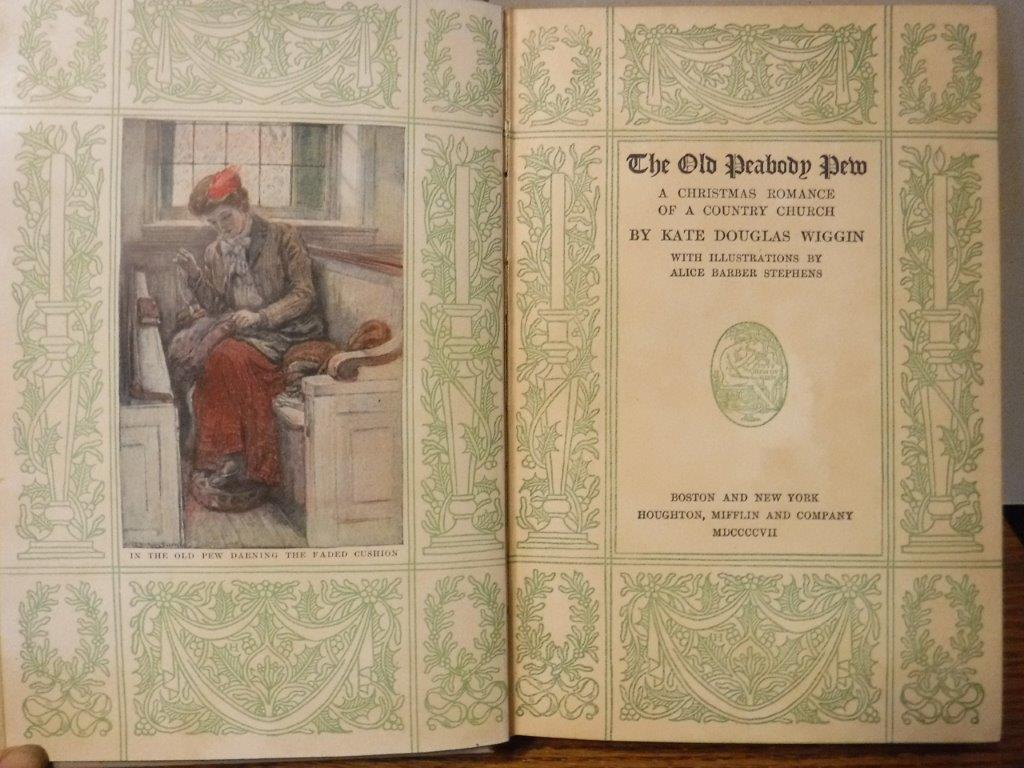 IN THE OLD PEW DARNING THE FADED CUSHION
The Old Peabody Pew
A CHRISTMAS ROMANCE
OF A COUNTRY CHURCH
BY KATE DOUGLAS WIGGIN
WITH ILLUSTRATIONS BY
ALICE BARBER STEPHENS
BOSTON AND NEW YORK
HOUGHTON, MIFFLIN AND COMPANY
MDCCCCVII